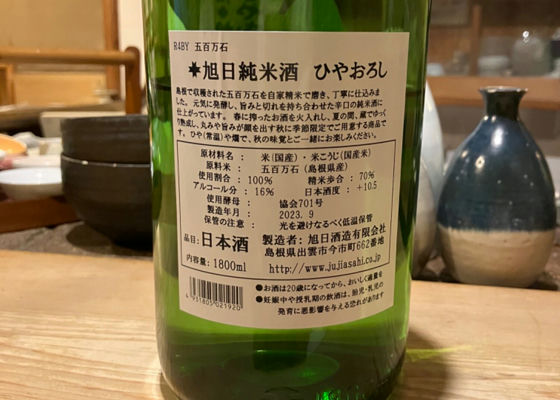 R4BY 五百万石
✷旭日純米酒 ひやおろし
島根で収穫された五百万石を自家精米で磨き、丁寧に仕込みま
した。元気に発酵し、旨みと切れを持ち合わせた辛口の純米酒に
仕上がっています。春に搾ったお酒を火入れし、夏の間、蔵でゆっく
り熟成し、丸みや旨みが顔を出す秋に季節限定でご用意する商品で
す。ひや(常温)や燗で、秋の味覚とご一緒にお楽しみください。
原材料名： 米(国産)・米こうじ(国産米)
原料米： 五百万石(島根県産)
使用割合：100% 精米歩合：70%
アルコール分：16% 日本酒度：+10.5
使用酵母： 協会701号
製造年月： 2023.9
保管の注意： 光を避けなるべく低温保管
品目:日本酒 製造者：旭日酒造有限会社
島根県出雲市今市町662番地
内容量：1800ml http://www.jujiasahi.co.jp
●お酒は20歳になってから、おいしく適量を
●妊娠中や授乳期の飲酒は、胎児・乳児の
発育に悪影響を与える恐れがあります
4 931805 021920